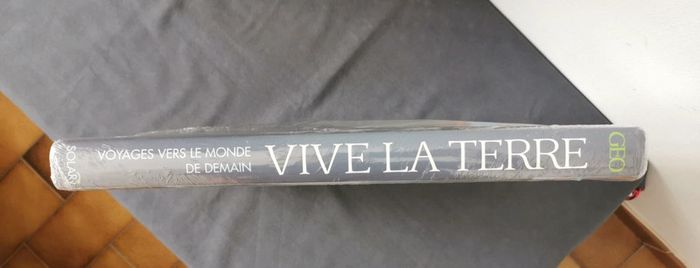 SOLAR
VOYAGES VERS LE MONDE
DE DEMAIN
VIVE LA TERRE
GEO